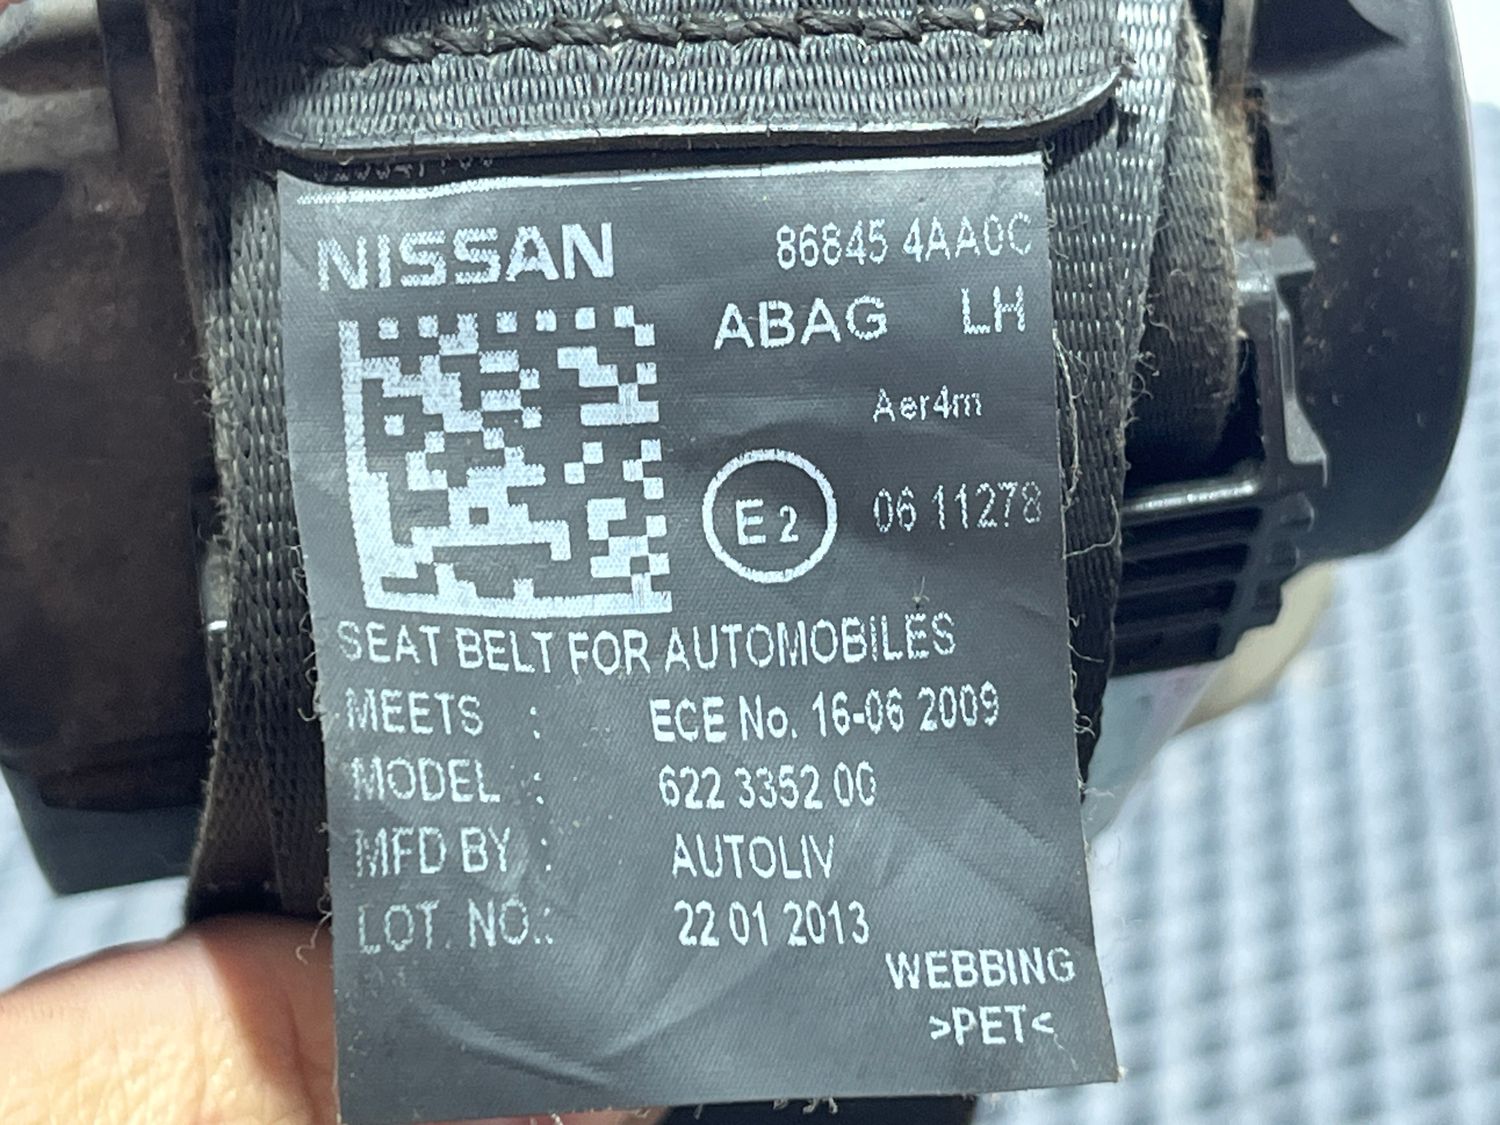 NISSAN 86845 4AA0C
ABAG LH
Aer4m
E2 06 11278
SEAT BELT FOR AUTOMOBILES
MEETS : ECE No. 16-06 2009
MODEL : 622 3352 00
MFD BY : AUTOLIV
LOT. NO.: 22 01 2013
WEBBING
>PET<